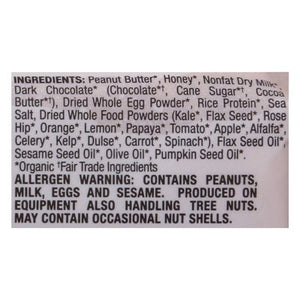 INGREDIENTS: Peanut Butter*, Honey*, Nonfat Dry Milk*,
Dark Chocolate* (Chocolate*†, Cane Sugar*†, Cocoa
Butter*†), Dried Whole Egg Powder*, Rice Protein*, Sea
Salt, Dried Whole Food Powders (Kale*, Flax Seed*, Rose
Hip*, Orange*, Lemon*, Papaya*, Tomato*, Apple*, Alfalfa*,
Celery*, Kelp*, Dulse*, Carrot*, Spinach*), Flax Seed Oil*,
Sesame Seed Oil*, Olive Oil*, Pumpkin Seed Oil*.
*Organic †Fair Trade Ingredients
ALLERGEN WARNING: CONTAINS PEANUTS,
MILK, EGGS AND SESAME. PRODUCED ON
EQUIPMENT ALSO HANDLING TREE NUTS.
MAY CONTAIN OCCASIONAL NUT SHELLS.